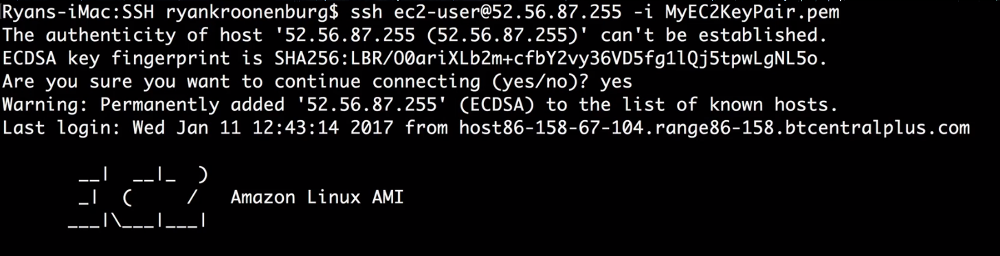 Ryans-iMac:SSH ryankroonenburg$ ssh ec2-user@52.56.87.255 -i MyEC2KeyPair.pem
The authenticity of host '52.56.87.255 (52.56.87.255)' can't be established.
ECDSA key fingerprint is SHA256:LBR/O0ariXLb2m+cfbY2vy36VD5fg1lQj5tpwLgNL5o.
Are you sure you want to continue connecting (yes/no)? yes
Warning: Permanently added '52.56.87.255' (ECDSA) to the list of known hosts.
Last login: Wed Jan 11 12:43:14 2017 from host86-158-67-104.range86-158.btcentralplus.com
       __|  __|_  )
       _|  (     /   Amazon Linux AMI
      ___|\___|___|